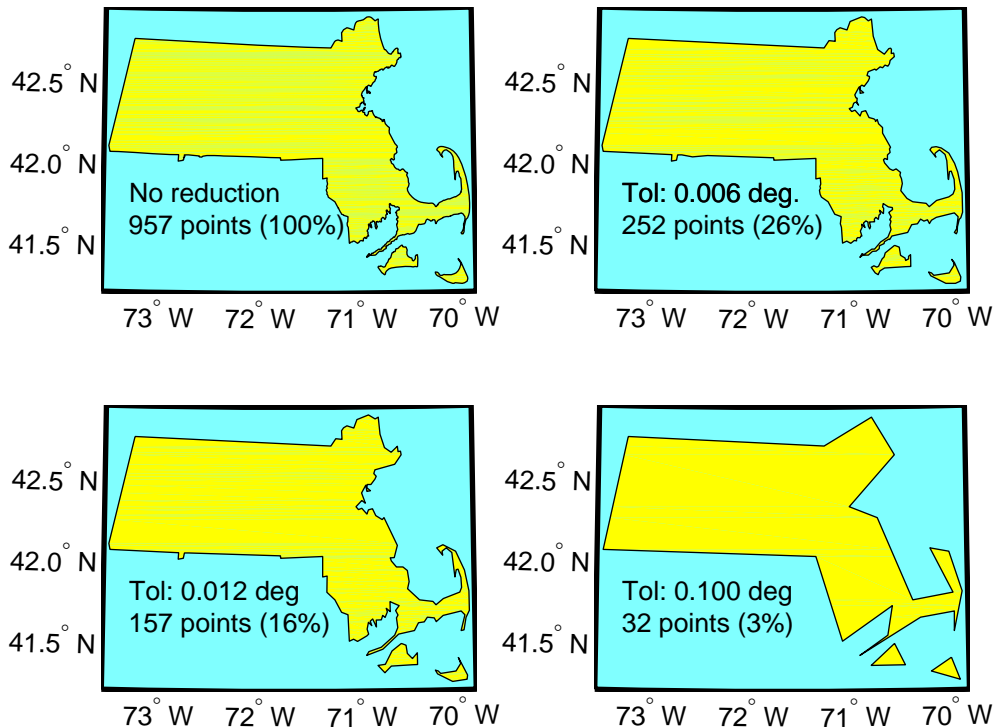 42.5° N
42.0° N
41.5° N
No reduction
957 points (100%)
73° W 72° W 71° W 70° W
42.5° N
42.0° N
41.5° N
Tol: 0.006 deg.
252 points (26%)
73° W 72° W 71° W 70° W
42.5° N
42.0° N
41.5° N
Tol: 0.012 deg
157 points (16%)
73° W 72° W 71° W 70° W
42.5° N
42.0° N
41.5° N
Tol: 0.100 deg
32 points (3%)
73° W 72° W 71° W 70° W